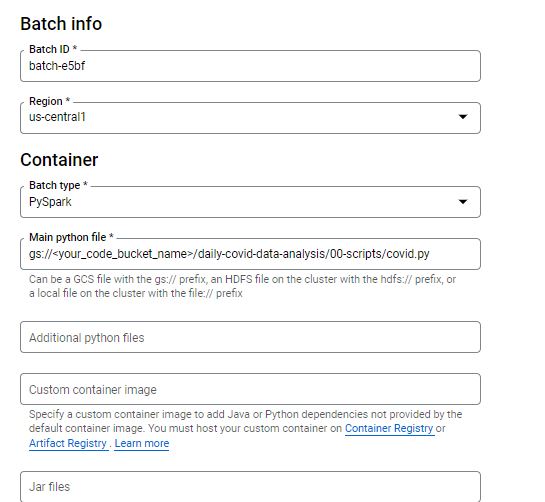 Batch info
Batch ID *
batch-e5bf
Region *
us-central1
Container
Batch type *
PySpark
Main python file *
gs://<your_code_bucket_name>/daily-covid-data-analysis/00-scripts/covid.py
Can be a GCS file with the gs:// prefix, an HDFS file on the cluster with the hdfs:// prefix, or
a local file on the cluster with the file:// prefix
Additional python files
Custom container image
Specify a custom container image to add Java or Python dependencies not provided by the
default container image. You must host your custom container on Container Registry or
Artifact Registry . Learn more
Jar files